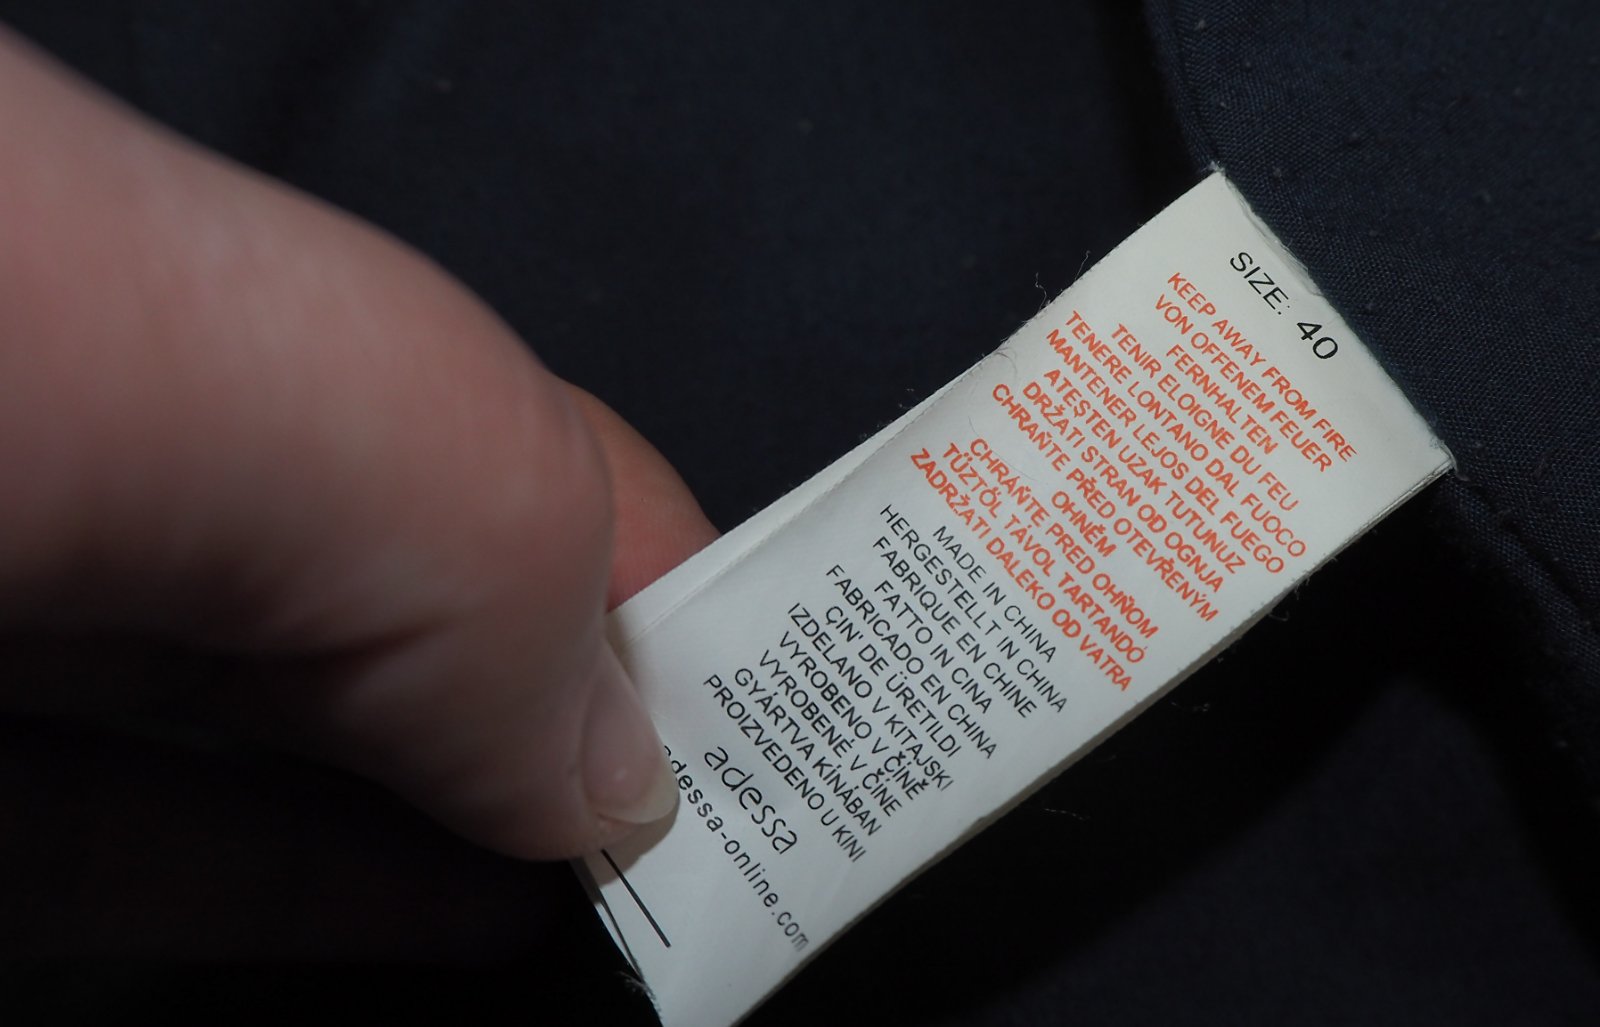 SIZE: 40
KEEP AWAY FROM FIRE
VON OFFENEM FEUER
FERNHALTEN
TENIR ELOIGNE DU FEU
TENERE LONTANO DAL FUOCO
MANTENER LEJOS DEL FUEGO
ATEŞTEN UZAK TUTUNUZ
DRŽATI STRAN OD OGNJA
CHRAŇTE PŘED OTEVŘENÝM
OHNĚM
CHRAŇTE PRED OHŇOM
TŰZTŐL TÁVOL TARTANDÓ
ZADRŽATI DALEKO OD VATRA
MADE IN CHINA
HERGESTELLT IN CHINA
FABRIQUE EN CHINE
FATTO IN CINA
FABRICADO EN CHINA
ÇIN' DE ÜRETILDI
IZDELANO V KITAJSKI
VYROBENO V ČÍNĚ
VYROBENÉ V ČÍNE
GYÁRTVA KÍNÁBAN
PROIZVEDENO U KINI
adessa
adessa-online.com